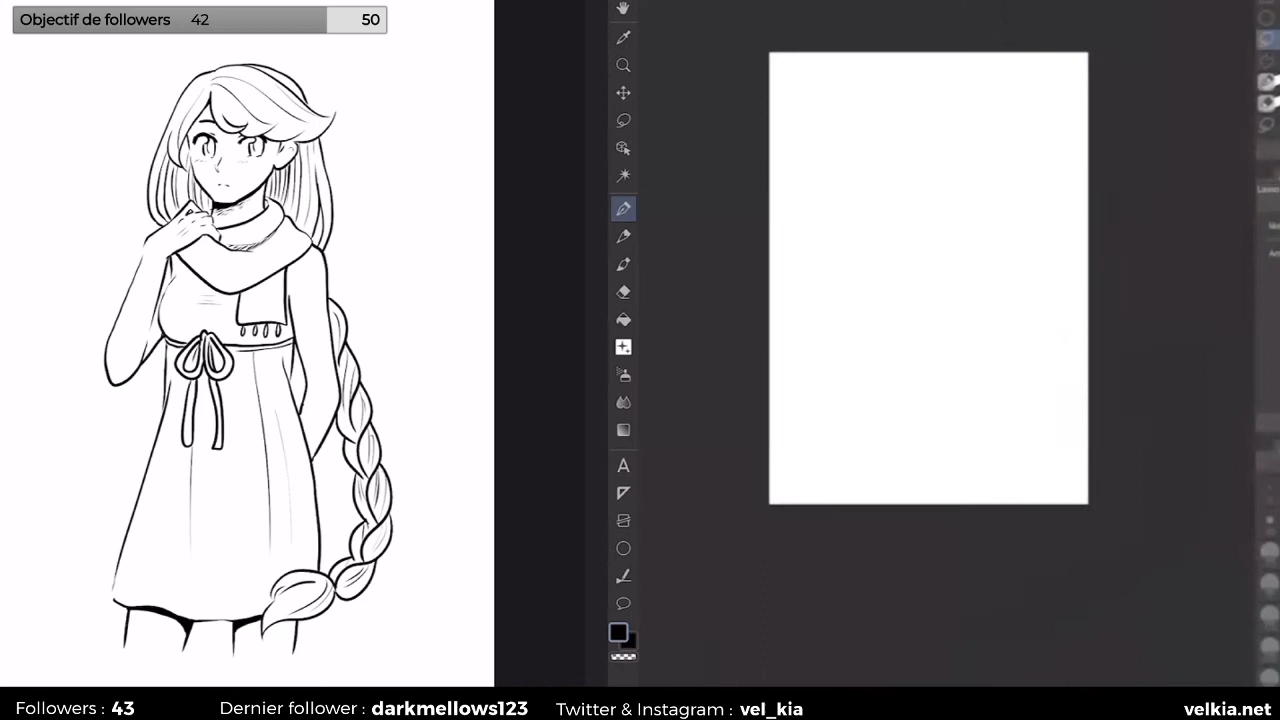 Objectif de followers 42 50
Followers : 43 Dernier follower : darkmellows123 Twitter & Instagram : vel_kia velkia.net